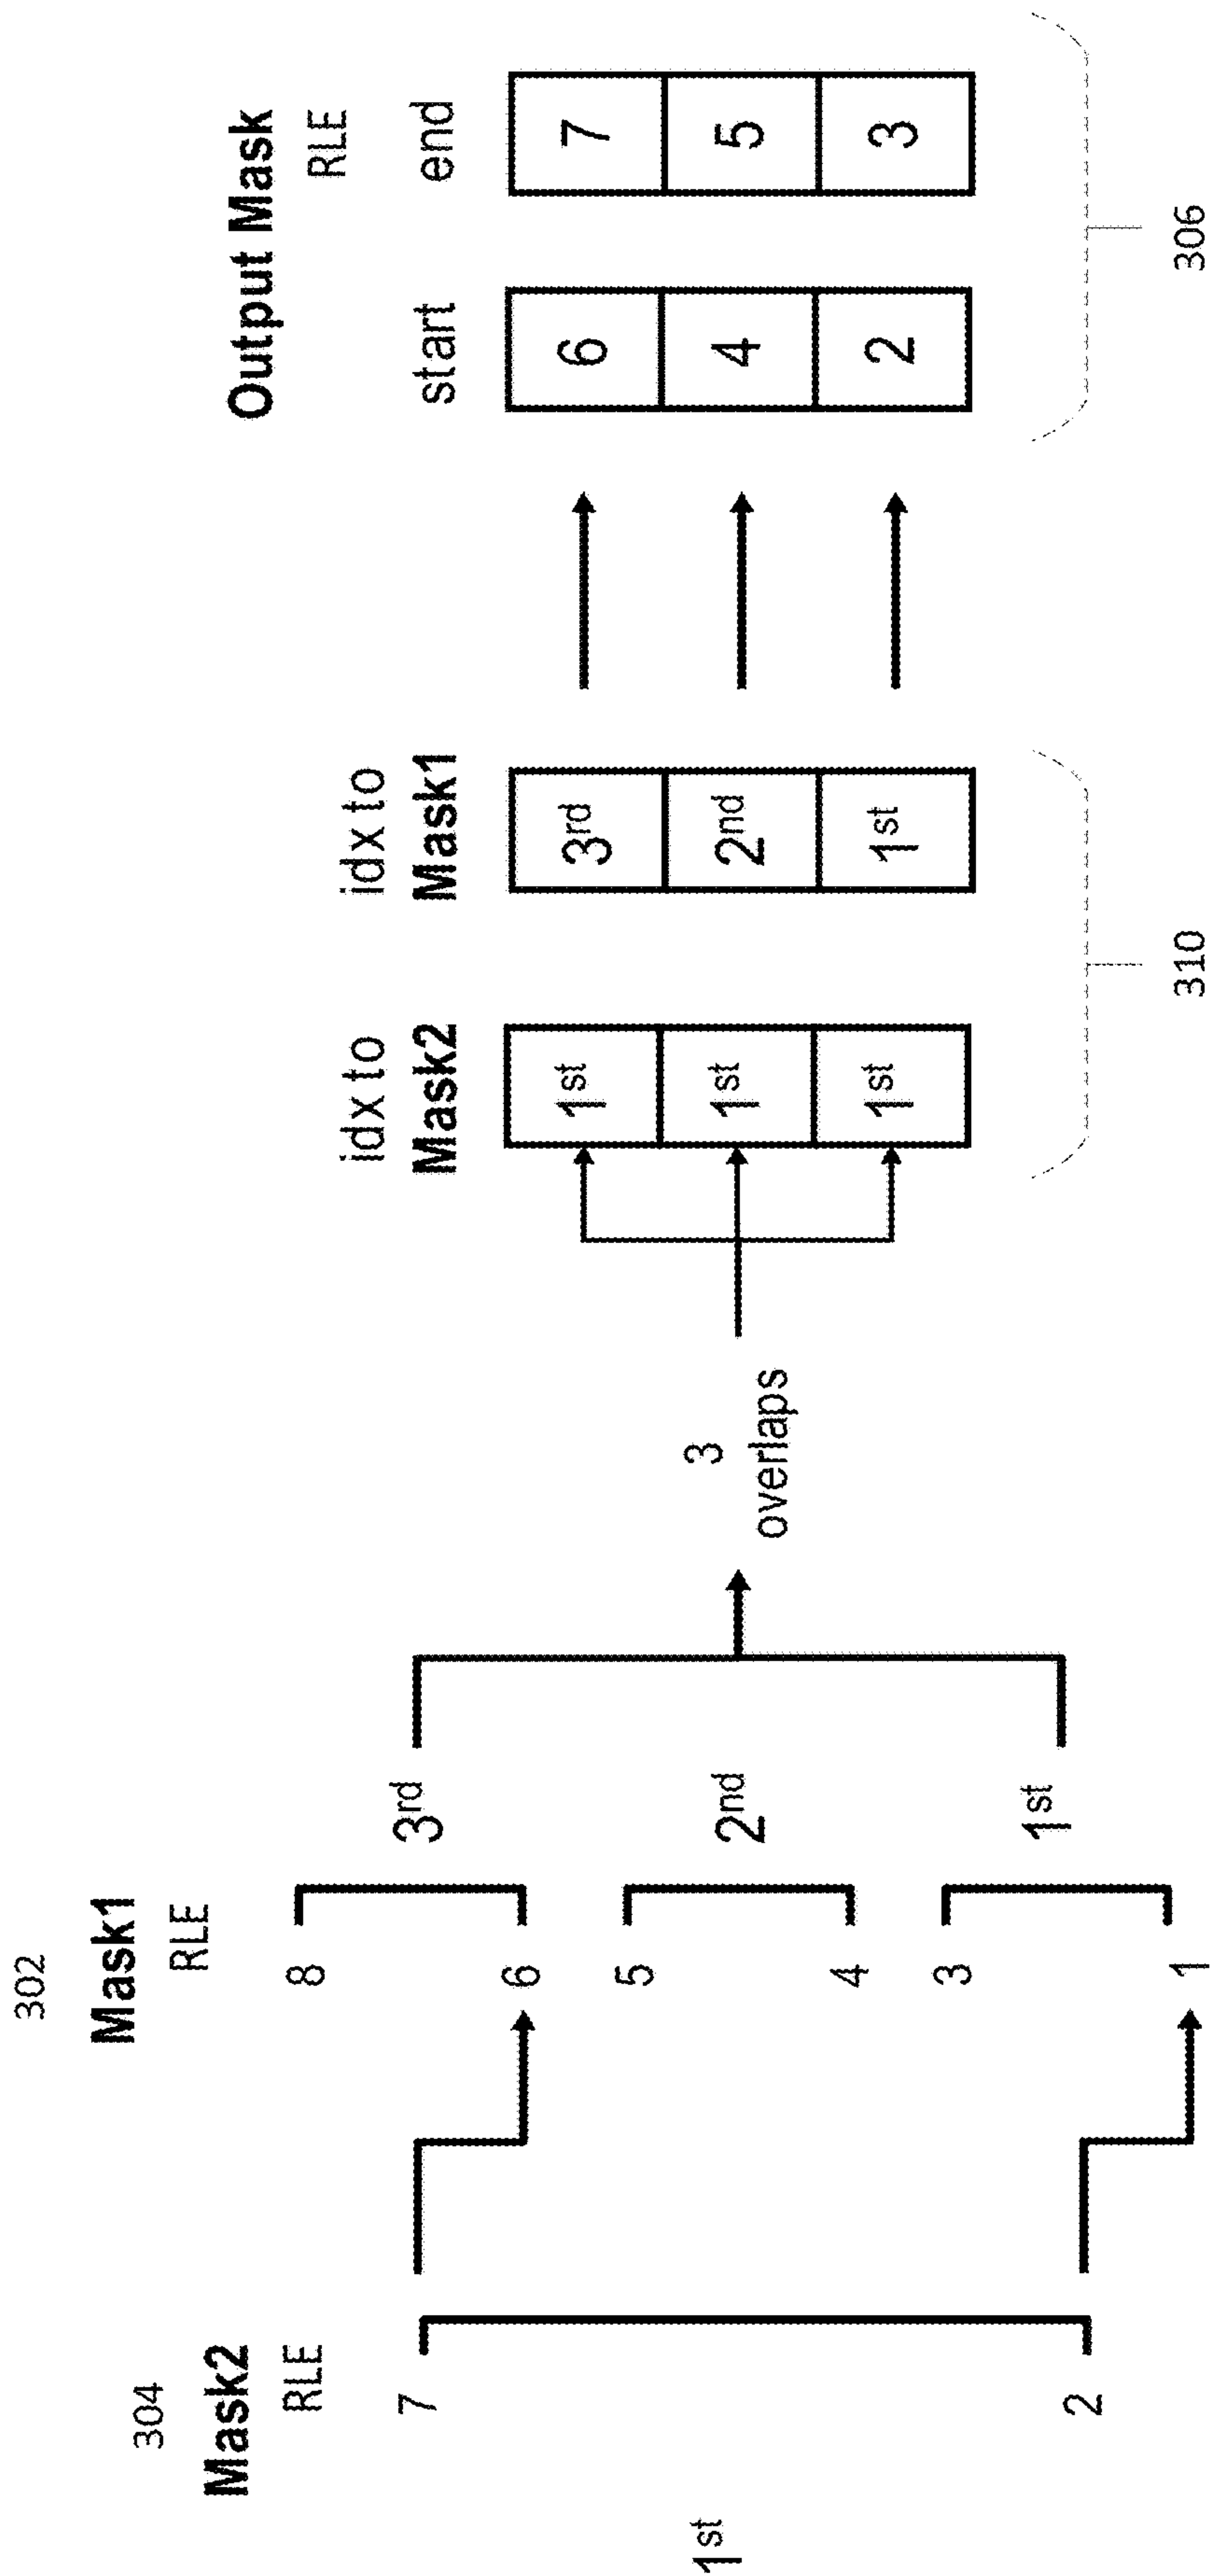 304
Mask2
RLE
7
2
1st
302
Mask1
RLE
8
6
5
4
3
1
3rd
2nd
1st
3
overlaps
idx to
Mask2
1st
1st
1st
idx to
Mask1
3rd
2nd
1st
310
Output Mask
RLE
start end
6 7
4 5
2 3
306